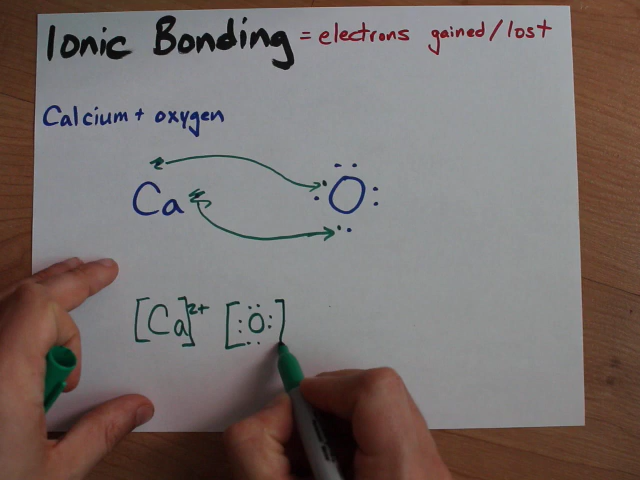 Ionic Bonding = electrons gained/lost
Calcium + oxygen
Ca O
[Ca]2+ [O]